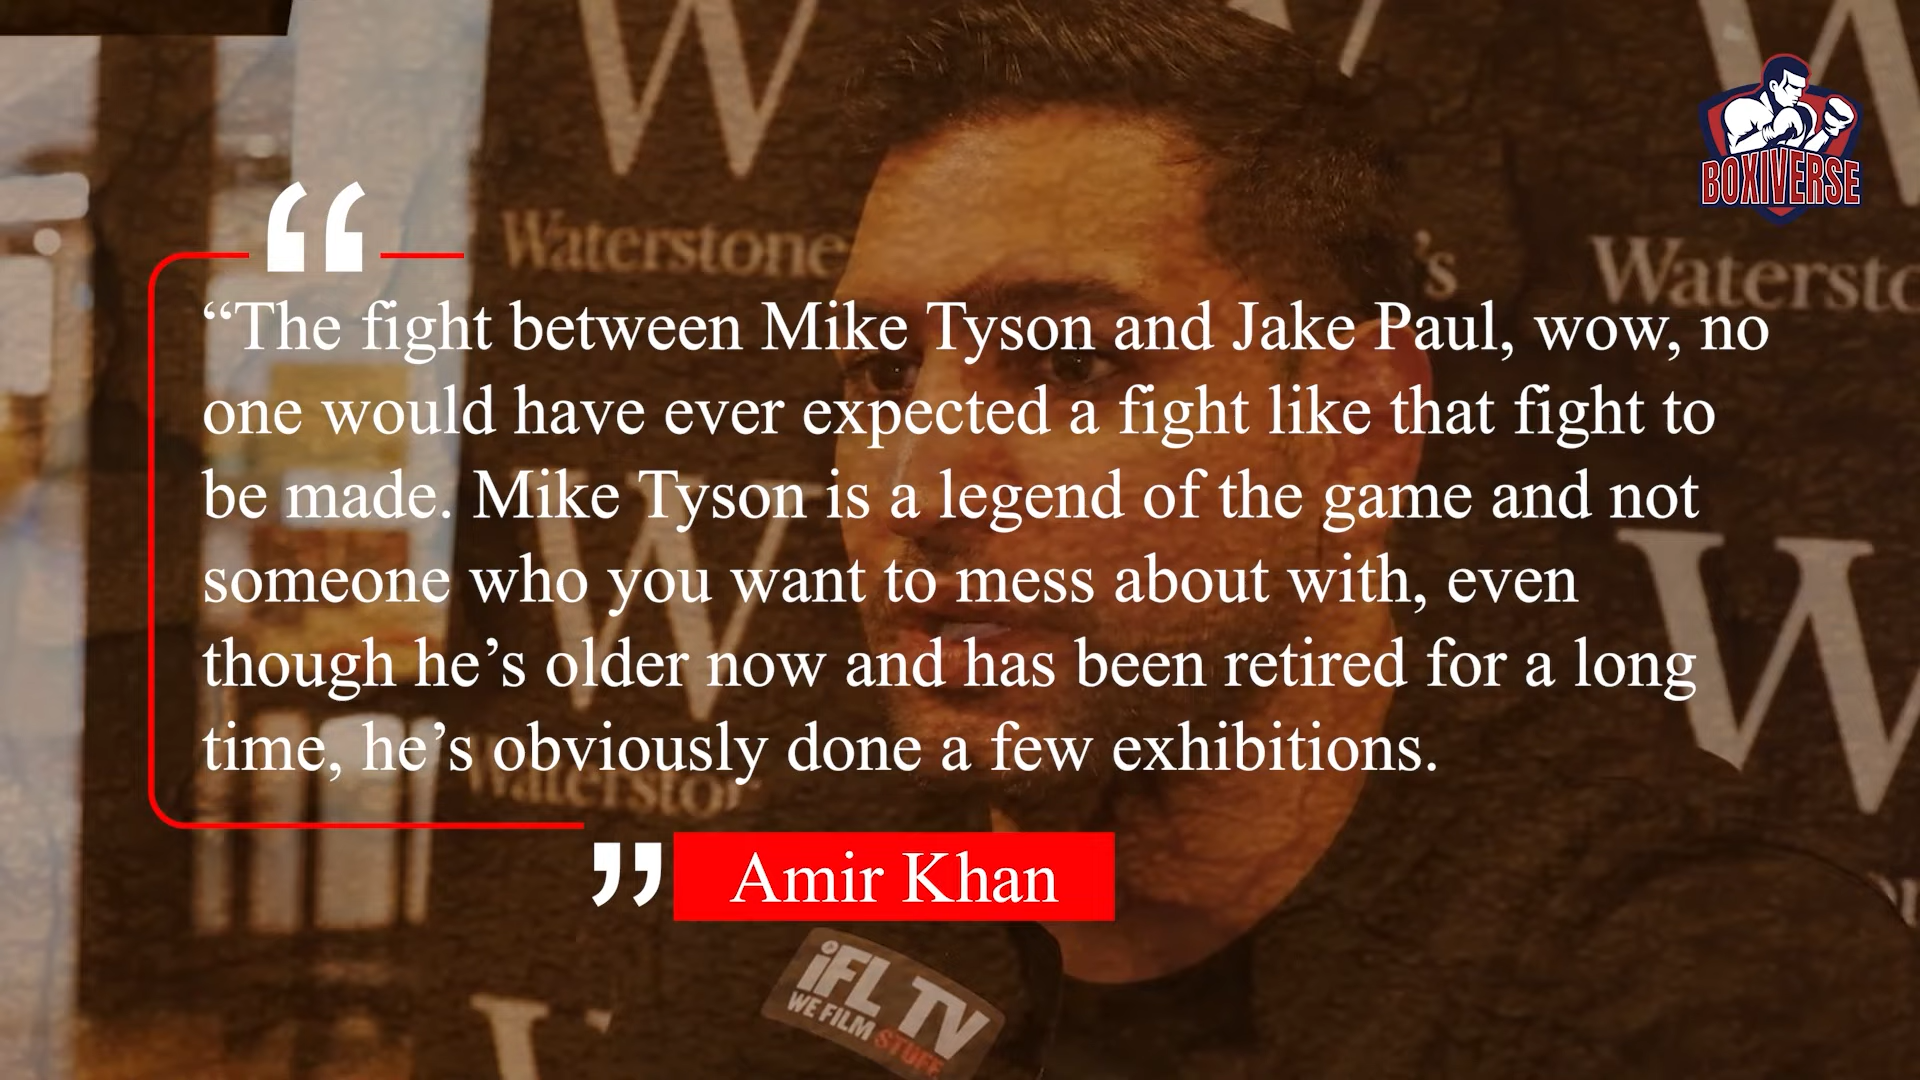 W
W
W
BOXIVERSE
Waterstone
's
Watersto
“The fight between Mike Tyson and Jake Paul, wow, no
one would have ever expected a fight like that fight to
be made. Mike Tyson is a legend of the game and not
someone who you want to mess about with, even
though he’s older now and has been retired for a long
time, he’s obviously done a few exhibitions.
W
W
Waterstor
Amir Khan
iFL TV
WE FILM STUFF